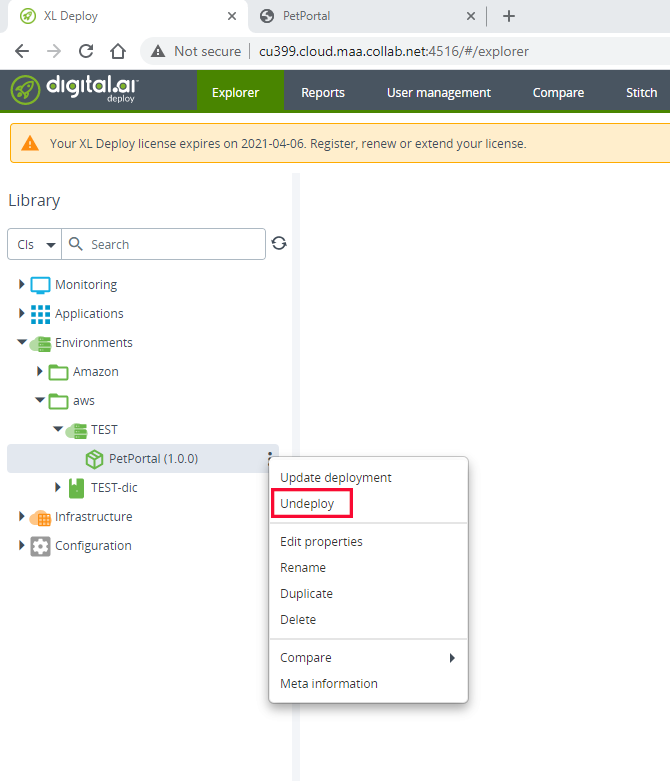 XL Deploy
PetPortal
Not secure | cu399.cloud.maa.collab.net:4516/#/explorer
digital.ai
deploy
Explorer
Reports
User management
Compare
Stitch
Your XL Deploy license expires on 2021-04-06. Register, renew or extend your license.
Library
CIs
Search
Monitoring
Applications
Environments
Amazon
aws
TEST
PetPortal (1.0.0)
TEST-dic
Infrastructure
Configuration
Update deployment
Undeploy
Edit properties
Rename
Duplicate
Delete
Compare
Meta information